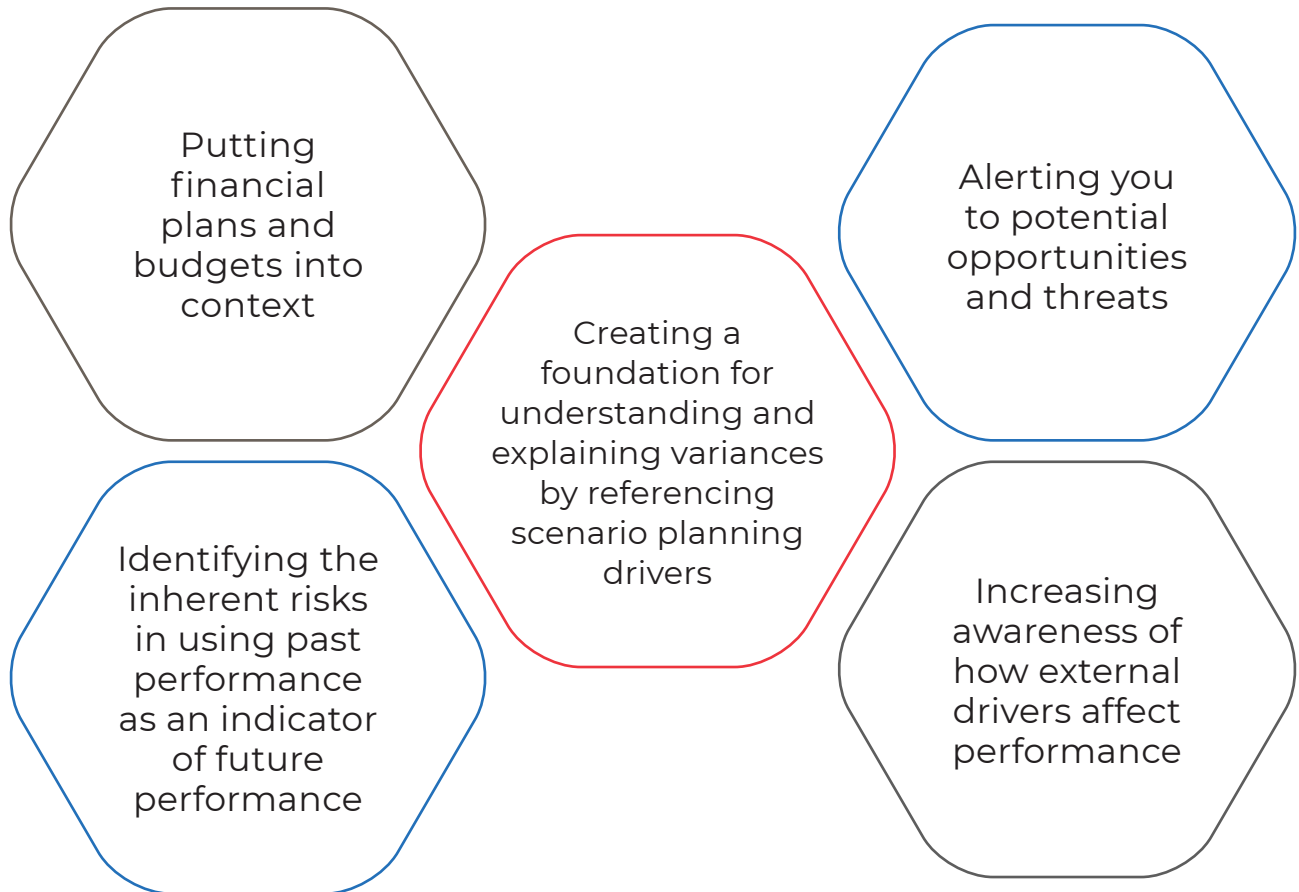 Putting
financial
plans and
budgets into
context
Alerting you
to potential
opportunities
and threats
Creating a
foundation for
understanding and
explaining variances
by referencing
scenario planning
drivers
Identifying the
inherent risks
in using past
performance
as an indicator
of future
performance
Increasing
awareness of
how external
drivers affect
performance